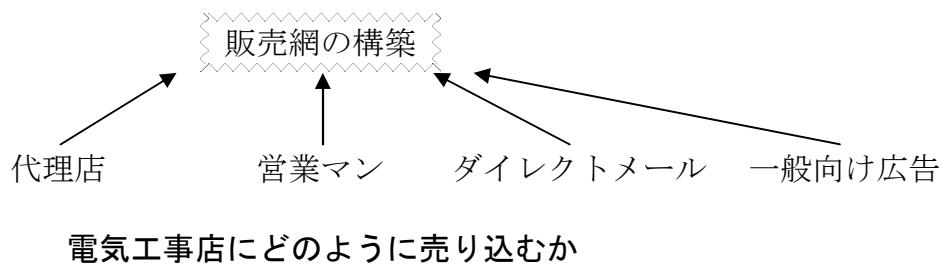 販売網の構築
代理店 営業マン ダイレクトメール 一般向け広告
電気工事店にどのように売り込むか